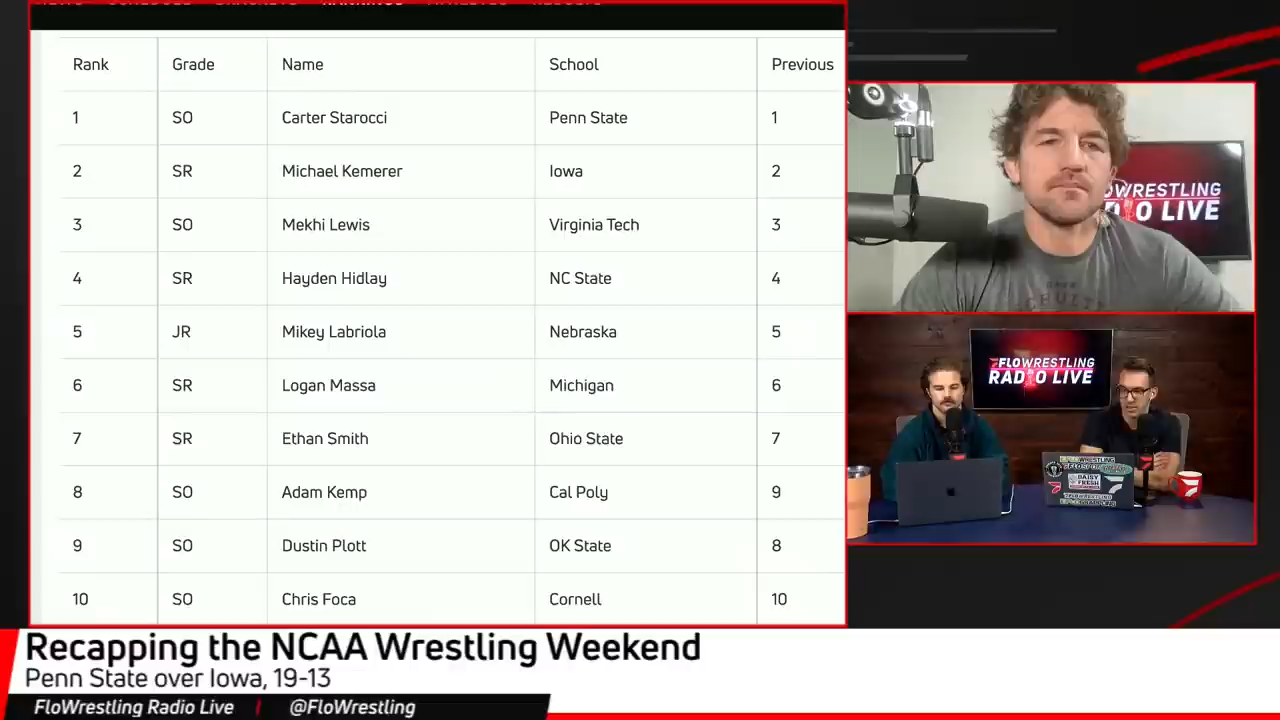 Rank Grade Name School Previous
1 SO Carter Starocci Penn State 1
2 SR Michael Kemerer Iowa 2
3 SO Mekhi Lewis Virginia Tech 3
4 SR Hayden Hidlay NC State 4
5 JR Mikey Labriola Nebraska 5
6 SR Logan Massa Michigan 6
7 SR Ethan Smith Ohio State 7
8 SO Adam Kemp Cal Poly 9
9 SO Dustin Plott OK State 8
10 SO Chris Foca Cornell 10
FLOWRESTLING
RADIO LIVE
DAISY
FRESH
Recapping the NCAA Wrestling Weekend
Penn State over Iowa, 19-13
FloWrestling Radio Live | @FloWrestling